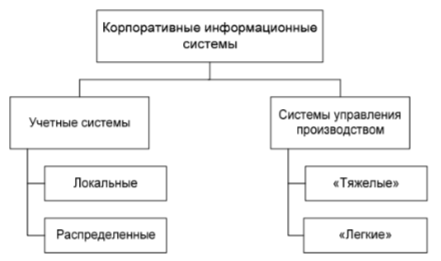 Корпоративные информационные
системы
Учетные системы
Системы управления
производством
Локальные
«Тяжелые»
Распределенные
«Легкие»